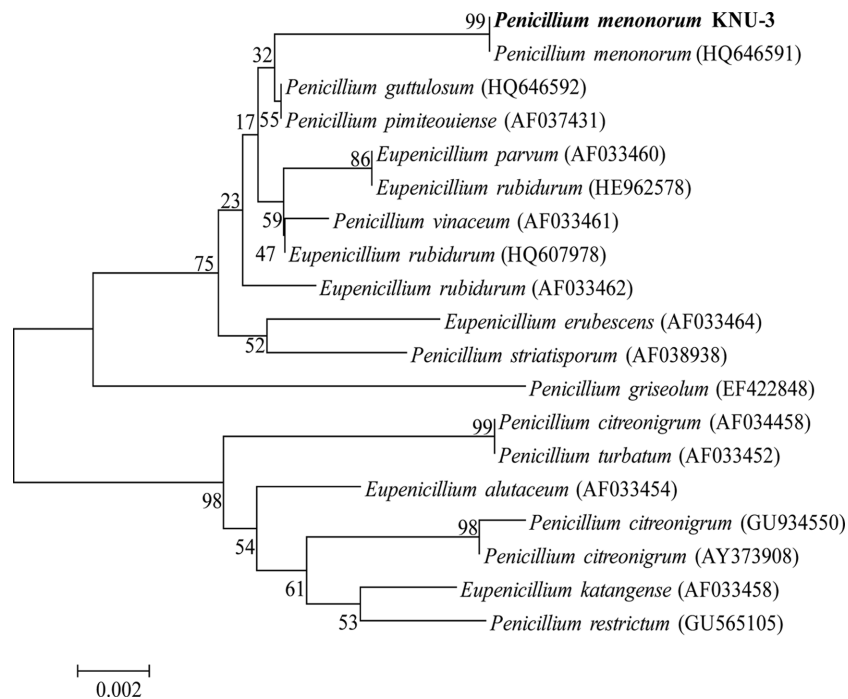 99 Penicillium menonorum KNU-3
Penicillium menonorum (HQ646591)
32
Penicillium guttulosum (HQ646592)
17
55 Penicillium pimiteouiense (AF037431)
Eupenicillium parvum (AF033460)
86
Eupenicillium rubidurum (HE962578)
23
59 Penicillium vinaceum (AF033461)
47 Eupenicillium rubidurum (HQ607978)
75
Eupenicillium rubidurum (AF033462)
Eupenicillium erubescens (AF033464)
52
Penicillium striatisporum (AF038938)
Penicillium griseolum (EF422848)
Penicillium citreonigrum (AF034458)
99
Penicillium turbatum (AF033452)
98
Eupenicillium alutaceum (AF033454)
Penicillium citreonigrum (GU934550)
98
54
Penicillium citreonigrum (AY373908)
61
Eupenicillium katangense (AF033458)
53
Penicillium restrictum (GU565105)
0.002